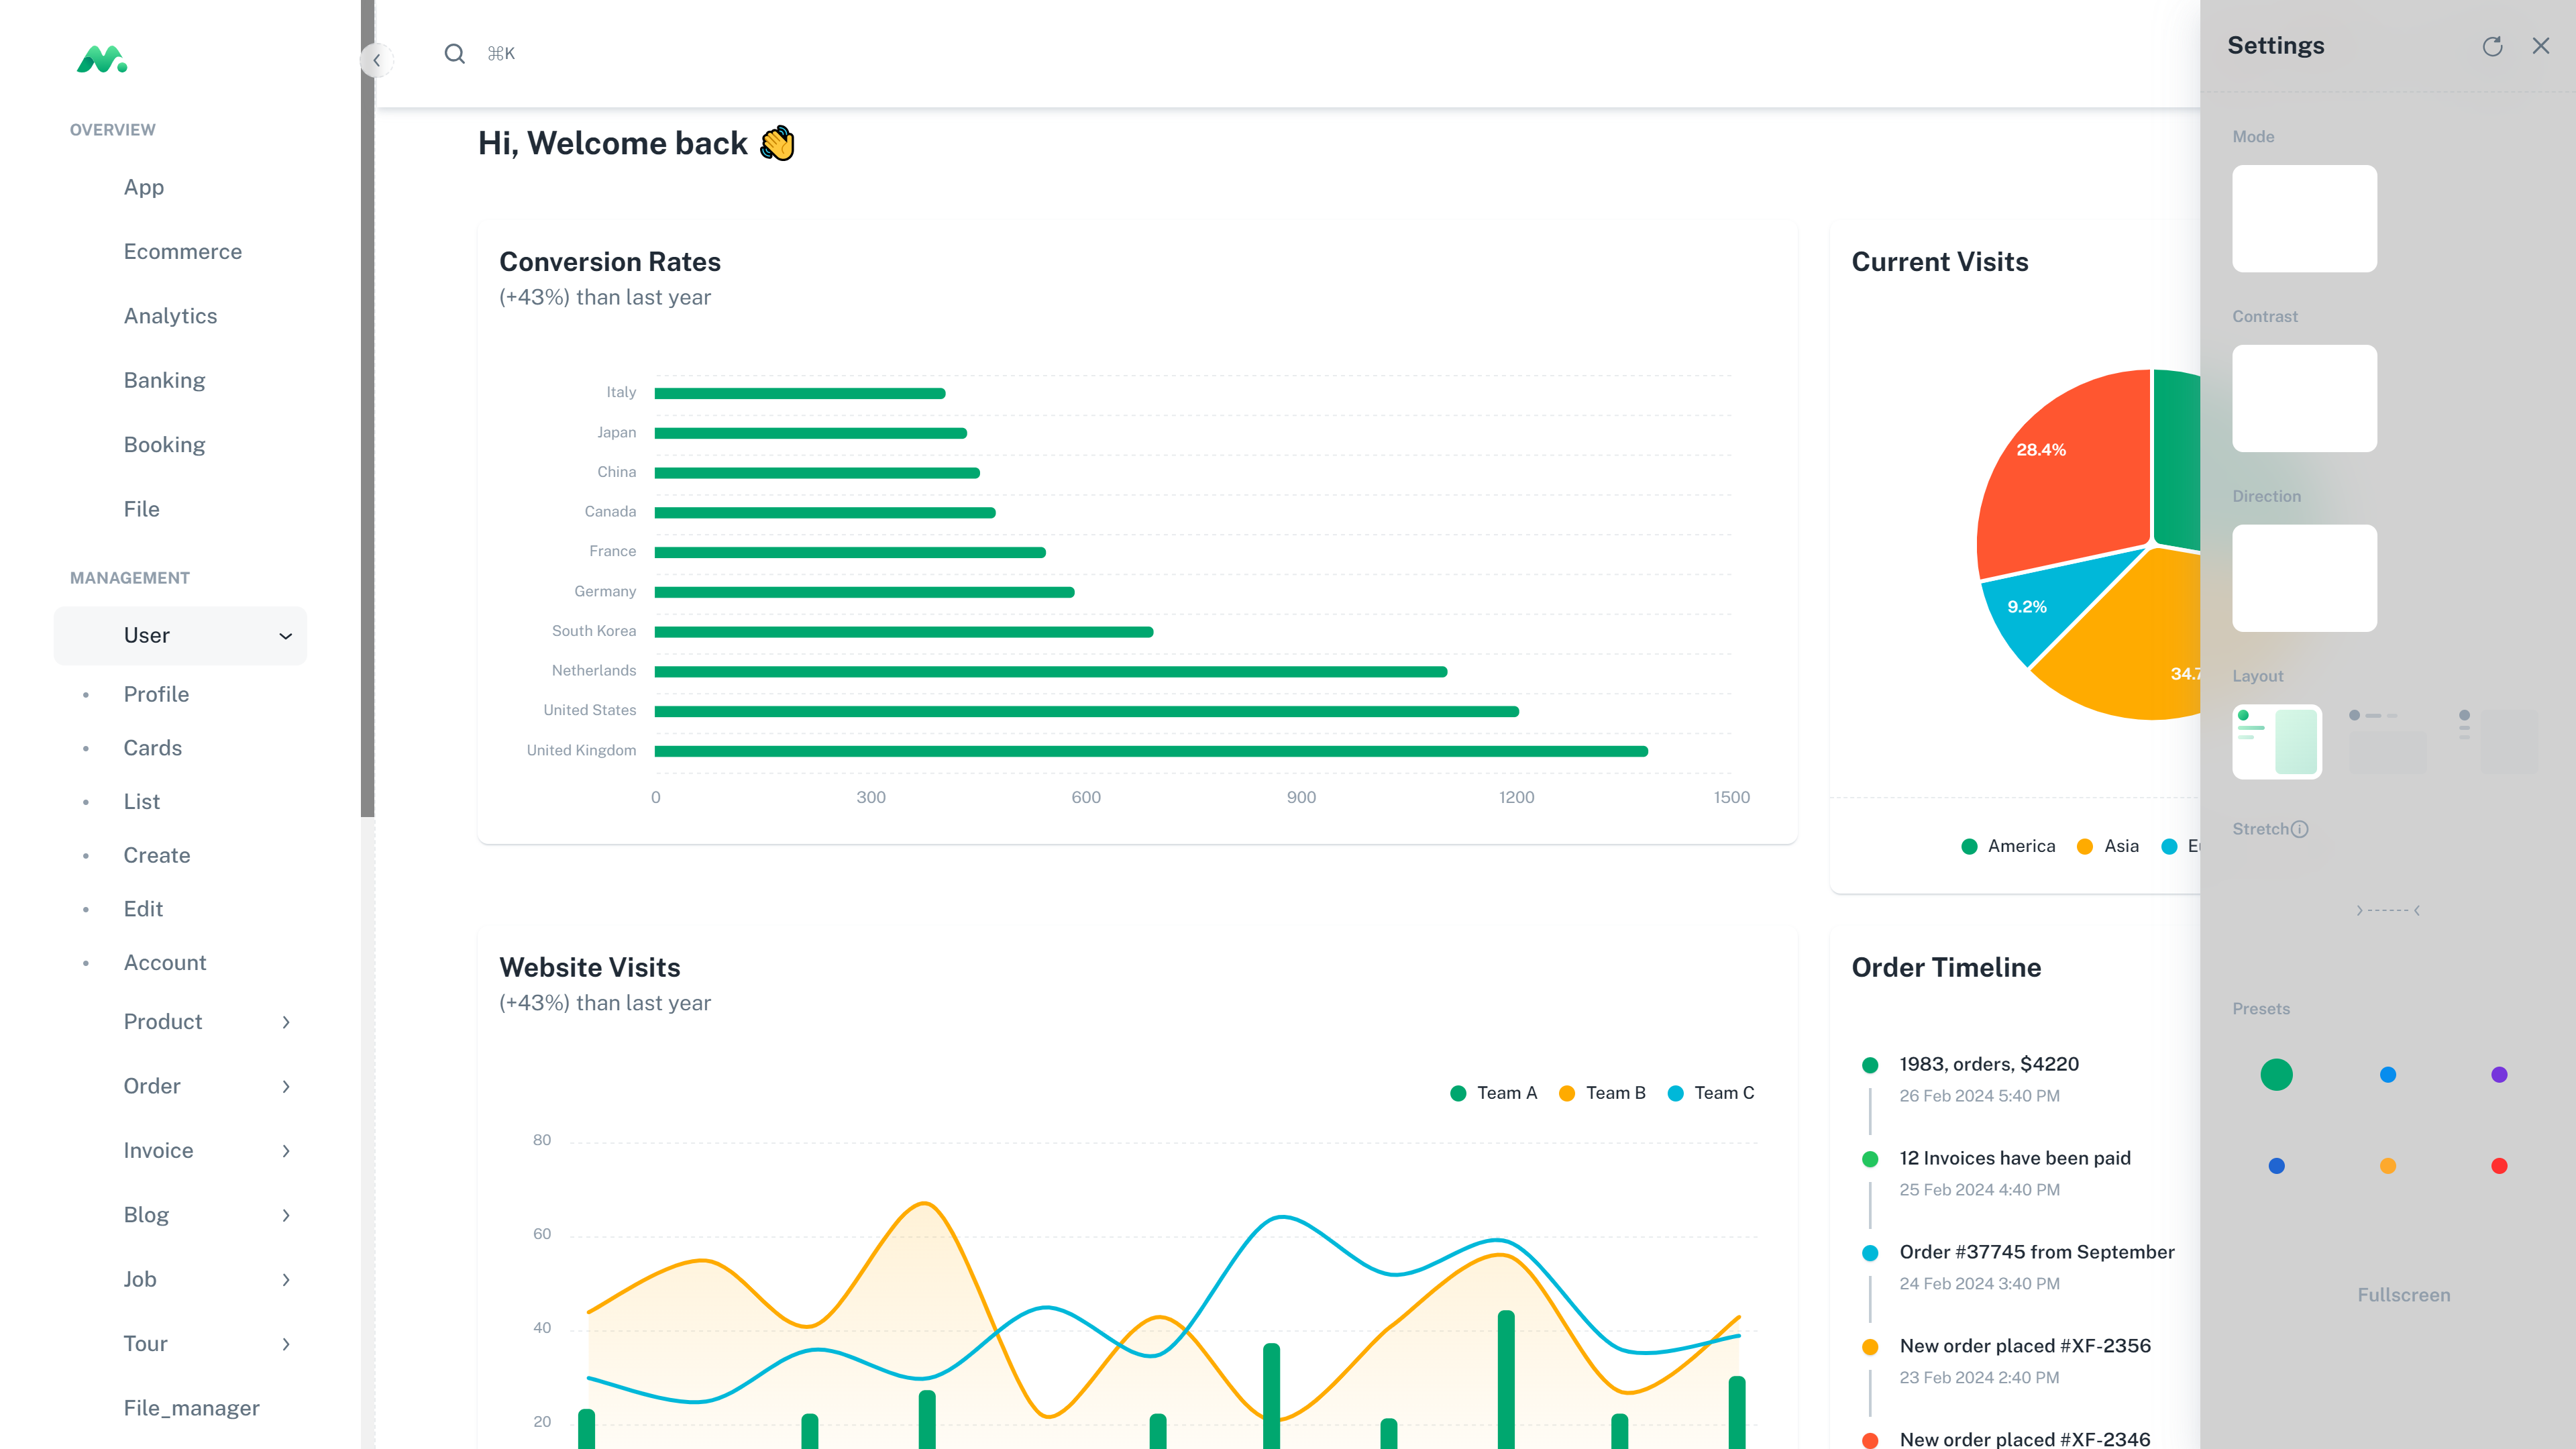 OVERVIEW
App
Ecommerce
Analytics
Banking
Booking
File
MANAGEMENT
User
Profile
Cards
List
Create
Edit
Account
Product
Order
Invoice
Blog
Job
Tour
File_manager
⌘K
Hi, Welcome back 👋
Conversion Rates
(+43%) than last year
Italy
Japan
China
Canada
France
Germany
South Korea
Netherlands
United States
United Kingdom
0 300 600 900 1200 1500
Current Visits
28.4%
9.2%
34.7
America Asia
Website Visits
(+43%) than last year
Team A Team B Team C
80
60
40
20
Order Timeline
1983, orders, $4220
26 Feb 2024 5:40 PM
12 Invoices have been paid
25 Feb 2024 4:40 PM
Order #37745 from September
24 Feb 2024 3:40 PM
New order placed #XF-2356
23 Feb 2024 2:40 PM
New order placed #XF-2346
Settings
Mode
Contrast
Direction
Layout
Stretch
Presets
Fullscreen